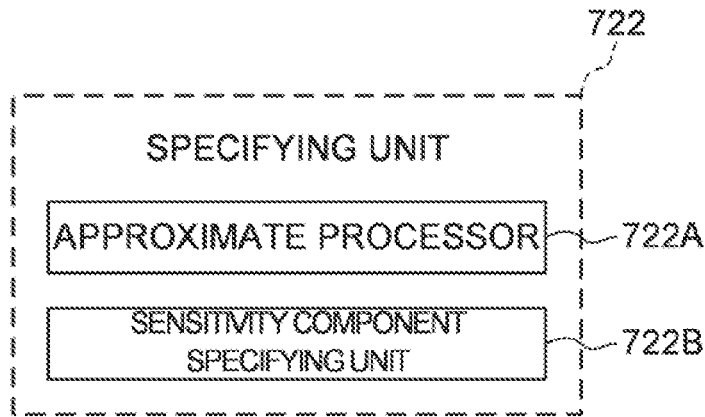 722
SPECIFYING UNIT
APPROXIMATE PROCESSOR
722A
SENSITIVITY COMPONENT
SPECIFYING UNIT
722B